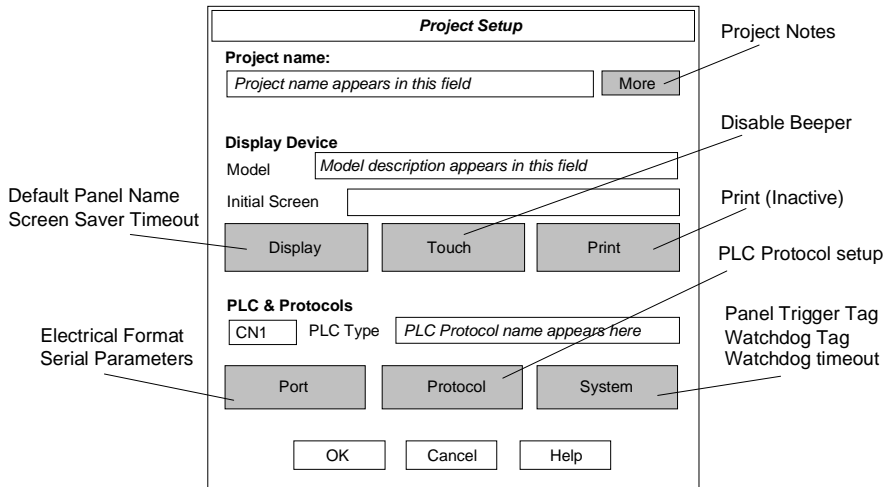 Project Setup
Project Notes
Project name:
Project name appears in this field
More
Disable Beeper
Display Device
Model
Model description appears in this field
Default Panel Name
Screen Saver Timeout
Initial Screen
Print (Inactive)
Display
Touch
Print
PLC Protocol setup
PLC & Protocols
CN1
PLC Type
PLC Protocol name appears here
Panel Trigger Tag
Watchdog Tag
Watchdog timeout
Electrical Format
Serial Parameters
Port
Protocol
System
OK
Cancel
Help